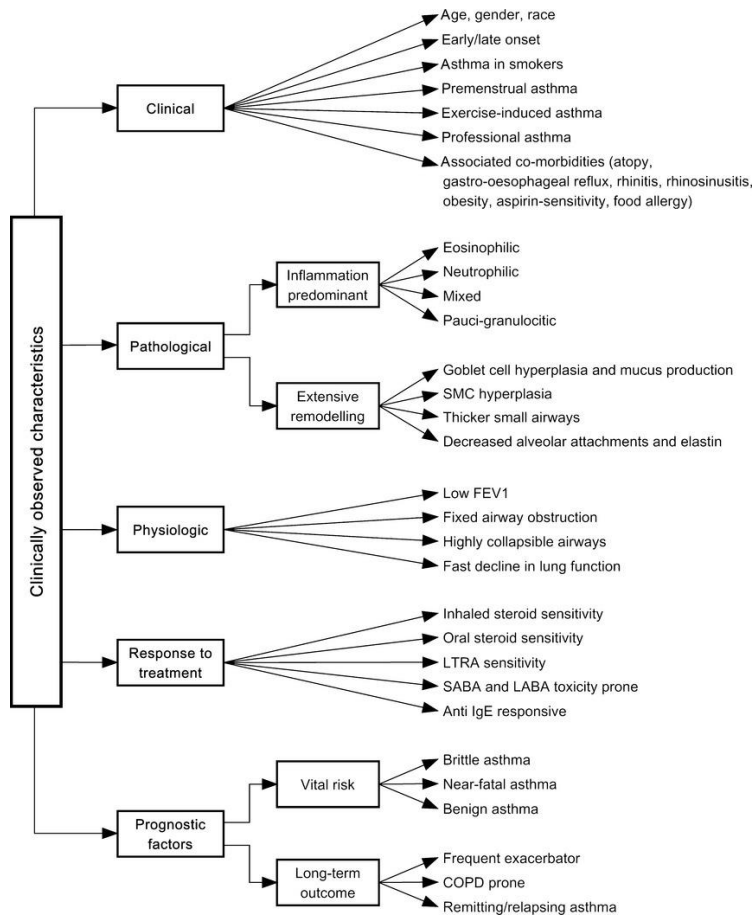 Clinically observed characteristics
Clinical
Age, gender, race
Early/late onset
Asthma in smokers
Premenstrual asthma
Exercise-induced asthma
Professional asthma
Associated co-morbidities (atopy,
gastro-oesophageal reflux, rhinitis, rhinosinusitis,
obesity, aspirin-sensitivity, food allergy)
Pathological
Inflammation
predominant
Eosinophilic
Neutrophilic
Mixed
Pauci-granulocitic
Extensive
remodelling
Goblet cell hyperplasia and mucus production
SMC hyperplasia
Thicker small airways
Decreased alveolar attachments and elastin
Physiologic
Low FEV1
Fixed airway obstruction
Highly collapsible airways
Fast decline in lung function
Response to
treatment
Inhaled steroid sensitivity
Oral steroid sensitivity
LTRA sensitivity
SABA and LABA toxicity prone
Anti IgE responsive
Prognostic
factors
Vital risk
Brittle asthma
Near-fatal asthma
Benign asthma
Long-term
outcome
Frequent exacerbator
COPD prone
Remitting/relapsing asthma